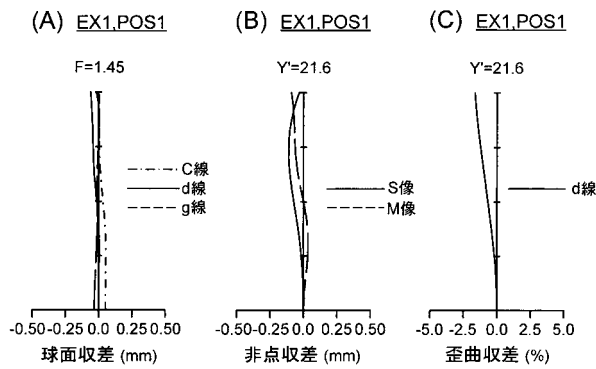 (A) EX1,POS1 (B) EX1,POS1 (C) EX1,POS1
F=1.45 Y'=21.6 Y'=21.6
C線
d線
g線
S像
M像
d線
-0.50 -0.25 0.0 0.25 0.50 -0.50 -0.25 0.0 0.25 0.50 -5.0 -2.5 0.0 2.5 5.0
球面収差 (mm) 非点収差 (mm) 歪曲収差 (%)